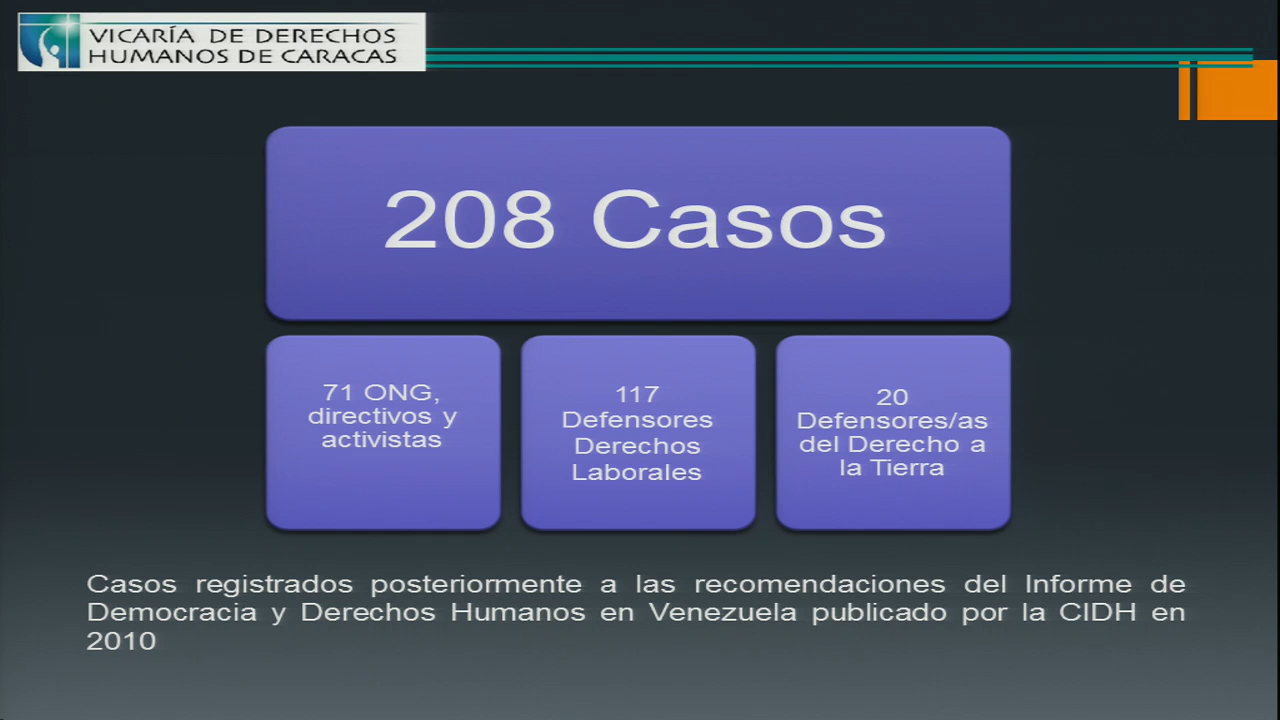 VICARÍA DE DERECHOS
HUMANOS DE CARACAS
208 Casos
71 ONG,
directivos y
activistas
117
Defensores
Derechos
Laborales
20
Defensores/as
del Derecho a
la Tierra
Casos registrados posteriormente a las recomendaciones del Informe de
Democracia y Derechos Humanos en Venezuela publicado por la CIDH en
2010